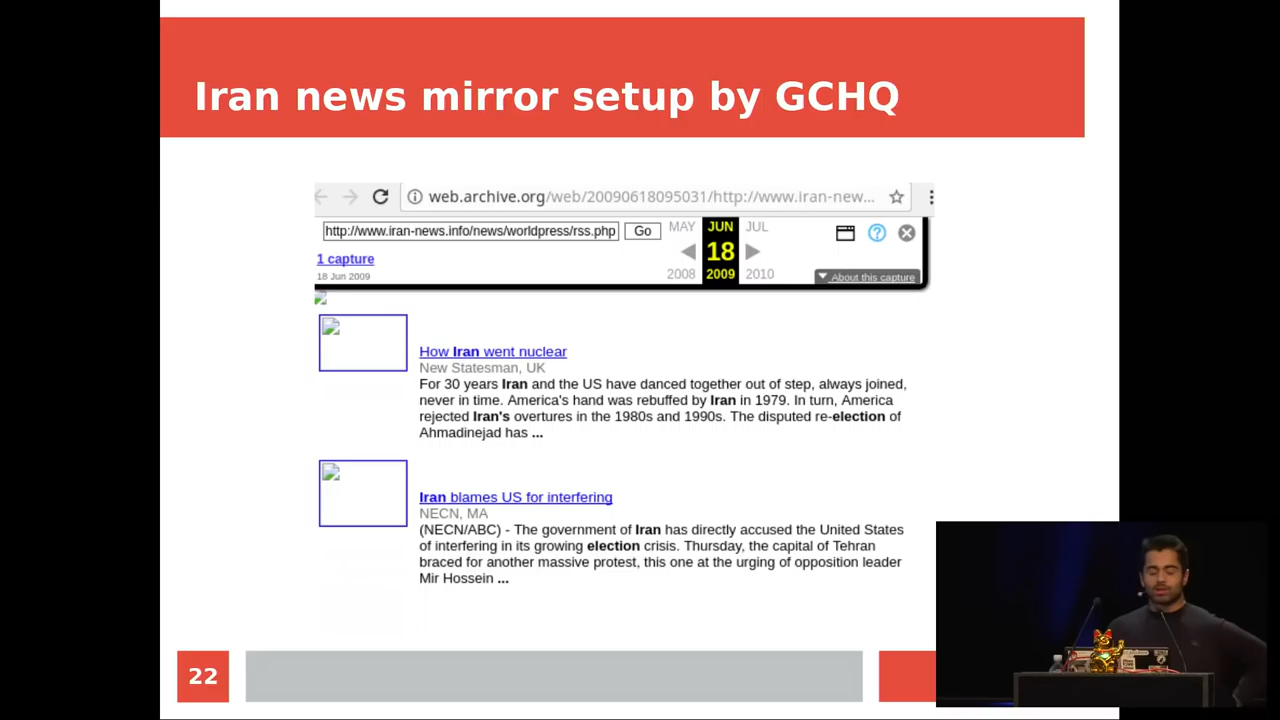 Iran news mirror setup by GCHQ
web.archive.org/web/20090618095031/http://www.iran-new...
http://www.iran-news.info/news/worldpress/rss.php Go MAY JUN JUL
18
1 capture
18 Jun 2009 2008 2009 2010 About this capture
How Iran went nuclear
New Statesman, UK
For 30 years Iran and the US have danced together out of step, always joined,
never in time. America's hand was rebuffed by Iran in 1979. In turn, America
rejected Iran's overtures in the 1980s and 1990s. The disputed re-election of
Ahmadinejad has ...
Iran blames US for interfering
NECN, MA
(NECN/ABC) - The government of Iran has directly accused the United States
of interfering in its growing election crisis. Thursday, the capital of Tehran
braced for another massive protest, this one at the urging of opposition leader
Mir Hossein ...
22